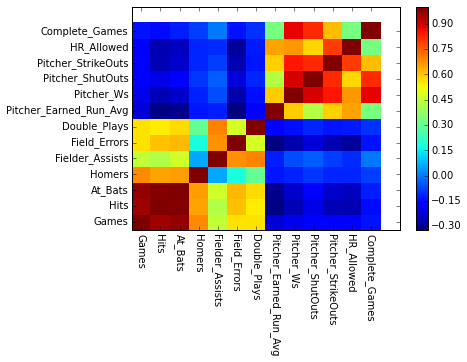 Complete_Games
HR_Allowed
Pitcher_StrikeOuts
Pitcher_ShutOuts
Pitcher_Ws
Pitcher_Earned_Run_Avg
Double_Plays
Field_Errors
Fielder_Assists
Homers
At_Bats
Hits
Games
Games
Hits
At_Bats
Homers
Fielder_Assists
Field_Errors
Double_Plays
Pitcher_Earned_Run_Avg
Pitcher_Ws
Pitcher_ShutOuts
Pitcher_StrikeOuts
HR_Allowed
Complete_Games
0.90
0.75
0.60
0.45
0.30
0.15
0.00
−0.15
−0.30